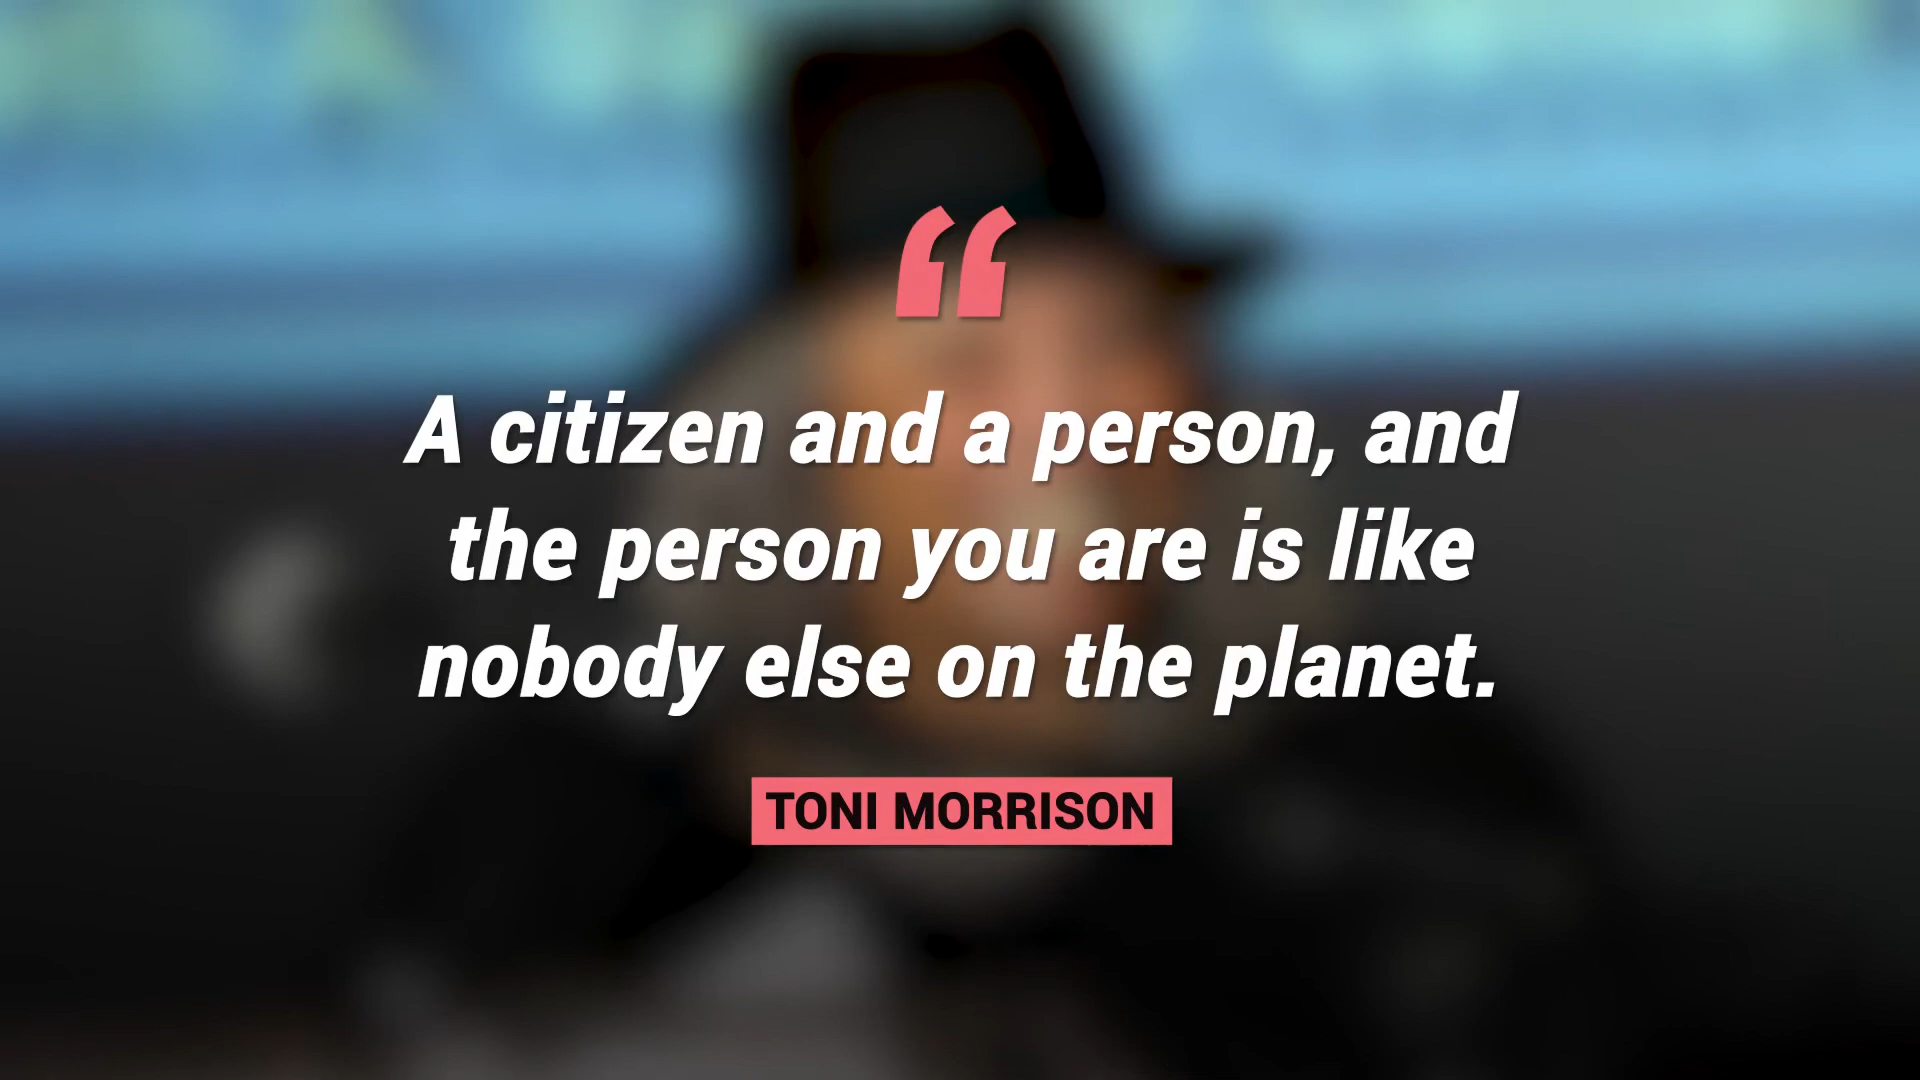 “
A citizen and a person, and
the person you are is like
nobody else on the planet.
TONI MORRISON